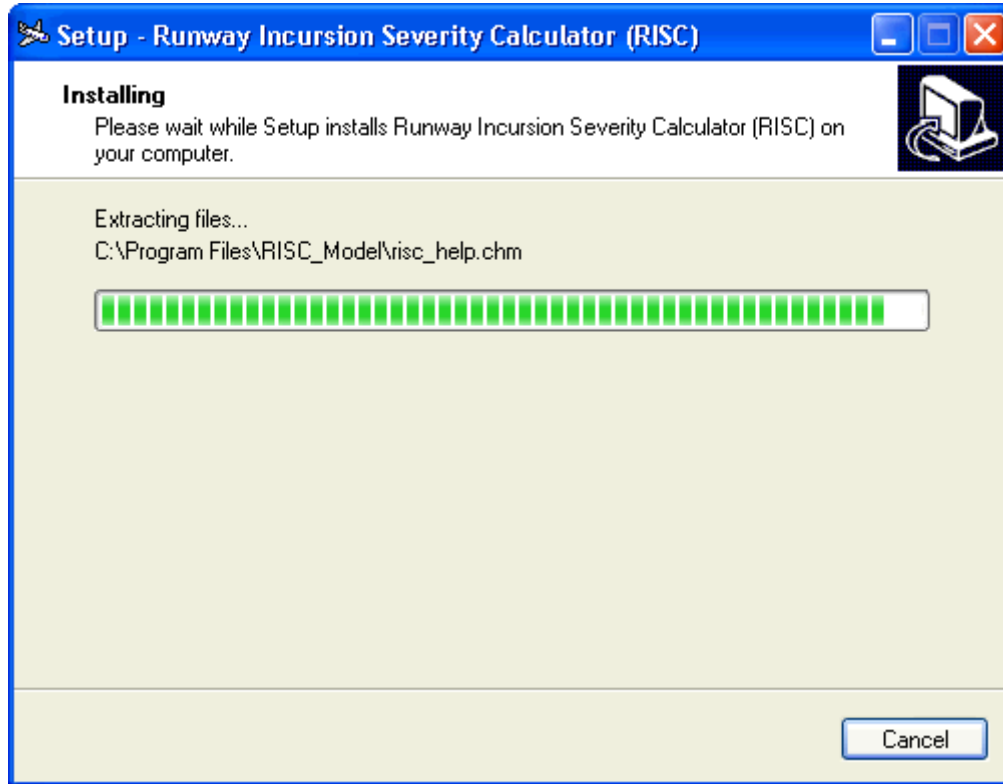 Setup - Runway Incursion Severity Calculator (RISC)
Installing
Please wait while Setup installs Runway Incursion Severity Calculator (RISC) on
your computer.
Extracting files...
C:\Program Files\RISC_Model\risc_help.chm
Cancel